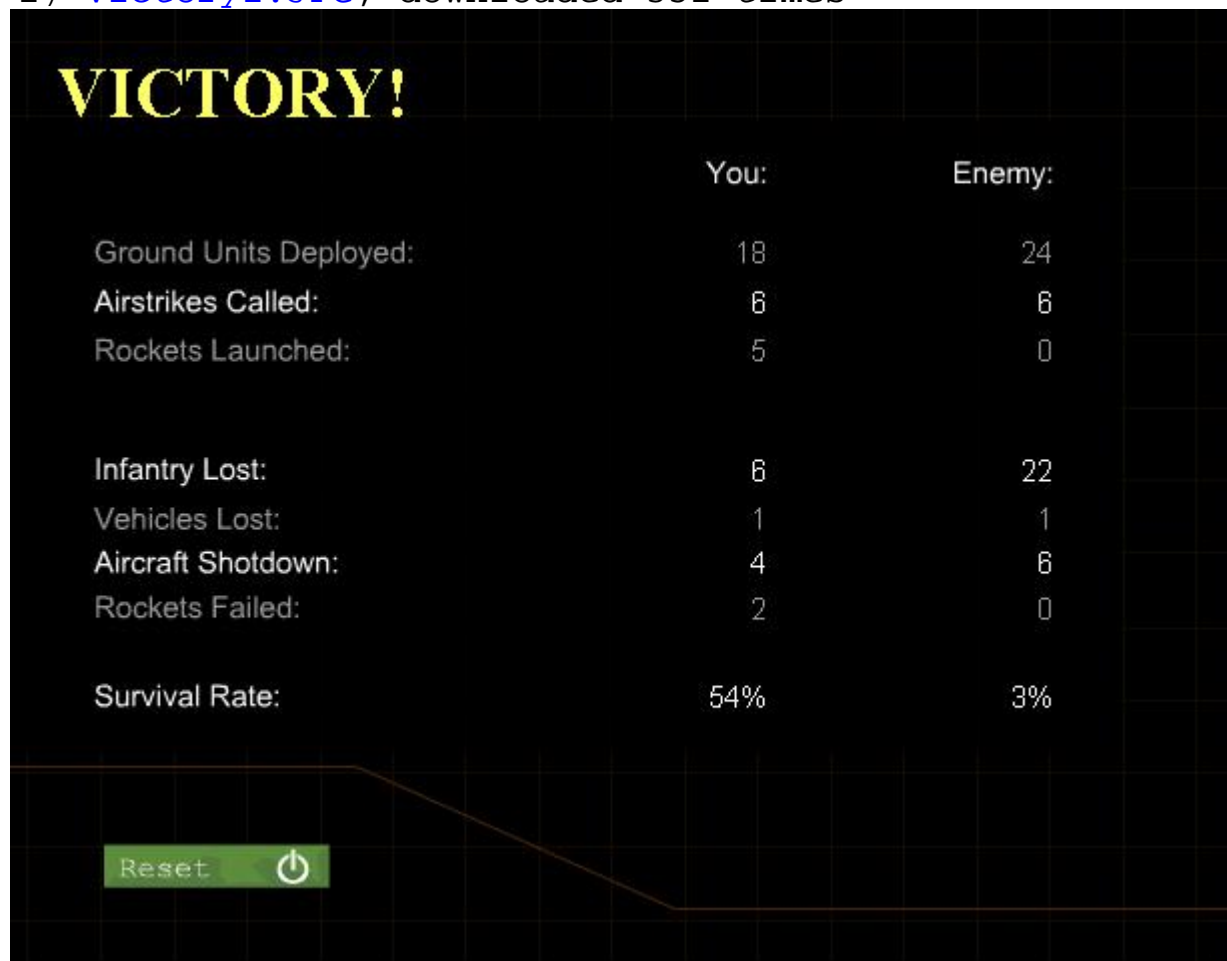 VICTORY!
You: Enemy:
Ground Units Deployed: 18 24
Airstrikes Called: 6 6
Rockets Launched: 5 0
Infantry Lost: 6 22
Vehicles Lost: 1 1
Aircraft Shotdown: 4 6
Rockets Failed: 2 0
Survival Rate: 54% 3%
Reset